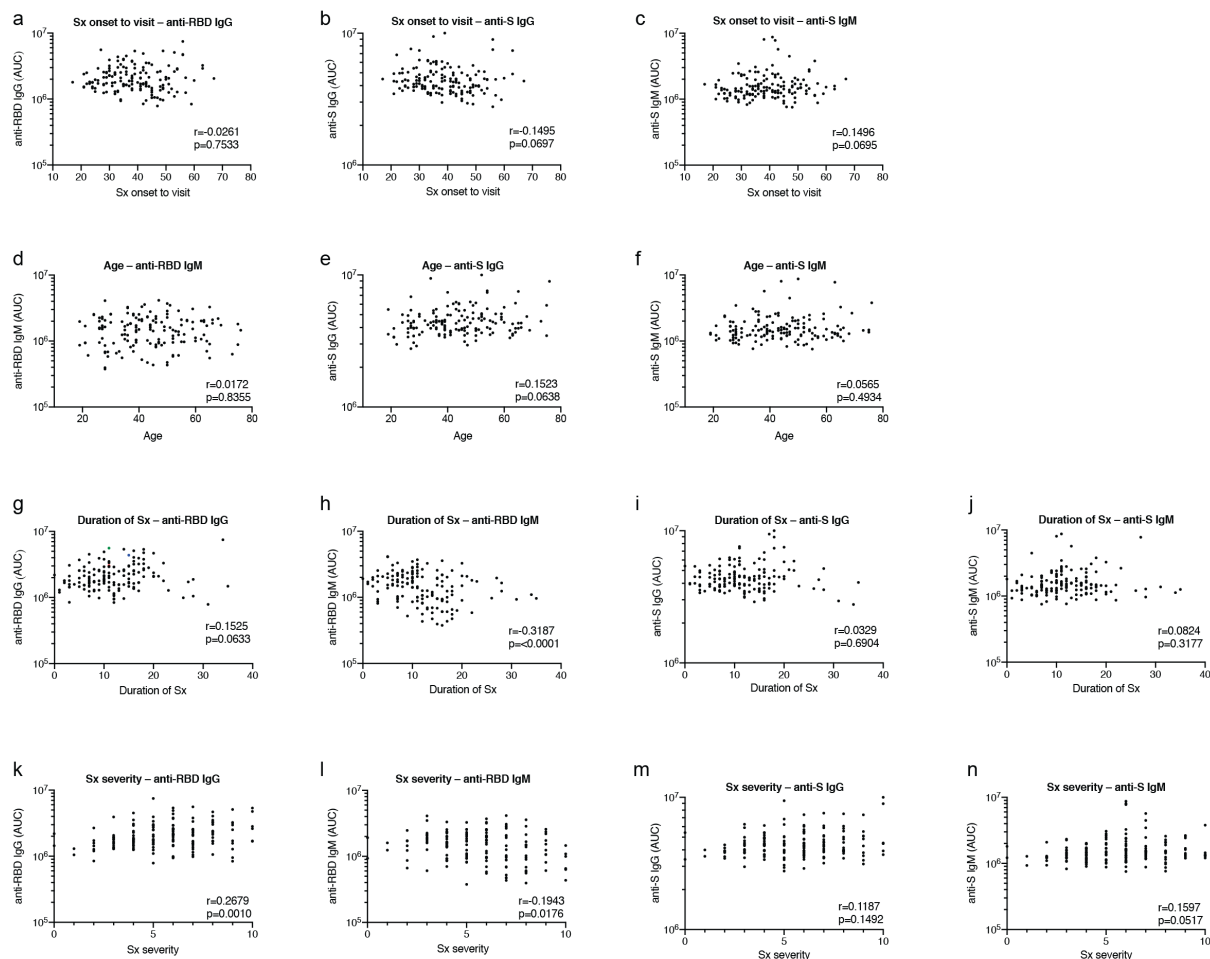 a
Sx onset to visit – anti-RBD IgG
anti-RBD IgG (AUC)
10^7
10^6
10^5
r=-0.0261
p=0.7533
10 20 30 40 50 60 70 80
Sx onset to visit
b
Sx onset to visit – anti-S IgG
anti-S IgG (AUC)
10^7
10^6
r=-0.1495
p=0.0697
10 20 30 40 50 60 70 80
Sx onset to visit
c
Sx onset to visit – anti-S IgM
anti-S IgM (AUC)
10^7
10^6
10^5
r=0.1496
p=0.0695
10 20 30 40 50 60 70 80
Sx onset to visit
d
Age – anti-RBD IgM
anti-RBD IgM (AUC)
10^7
10^6
10^5
r=0.0172
p=0.8355
20 40 60 80
Age
e
Age – anti-S IgG
anti-S IgG (AUC)
10^7
10^6
r=0.1523
p=0.0638
20 40 60 80
Age
f
Age – anti-S IgM
anti-S IgM (AUC)
10^7
10^6
10^5
r=0.0565
p=0.4934
20 40 60 80
Age
g
Duration of Sx – anti-RBD IgG
anti-RBD IgG (AUC)
10^7
10^6
10^5
r=0.1525
p=0.0633
0 10 20 30 40
Duration of Sx
h
Duration of Sx – anti-RBD IgM
anti-RBD IgM (AUC)
10^7
10^6
10^5
r=-0.3187
p=<0.0001
0 10 20 30 40
Duration of Sx
i
Duration of Sx – anti-S IgG
anti-S IgG (AUC)
10^7
10^6
r=0.0329
p=0.6904
0 10 20 30 40
Duration of Sx
j
Duration of Sx – anti-S IgM
anti-S IgM (AUC)
10^7
10^6
10^5
r=0.0824
p=0.3177
0 10 20 30 40
Duration of Sx
k
Sx severity – anti-RBD IgG
anti-RBD IgG (AUC)
10^7
10^6
10^5
r=0.2679
p=0.0010
0 5 10
Sx severity
l
Sx severity – anti-RBD IgM
anti-RBD IgM (AUC)
10^7
10^6
10^5
r=-0.1943
p=0.0176
0 5 10
Sx severity
m
Sx severity – anti-S IgG
anti-S IgG (AUC)
10^7
10^6
r=0.1187
p=0.1492
0 5 10
Sx severity
n
Sx severity – anti-S IgM
anti-S IgM (AUC)
10^7
10^6
10^5
r=0.1597
p=0.0517
0 5 10
Sx severity